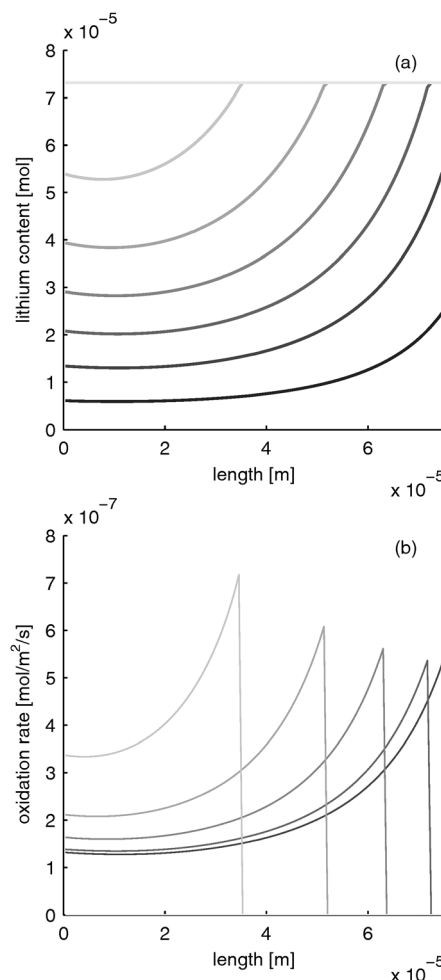 x 10⁻⁵
8
(a)
7
6
5
4
3
2
1
0
lithium content [mol]
0
2
4
6
length [m]
x 10⁻⁵
x 10⁻⁷
8
(b)
7
6
5
4
3
2
1
0
oxidation rate [mol/m²/s]
0
2
4
6
length [m]
x 10⁻⁵